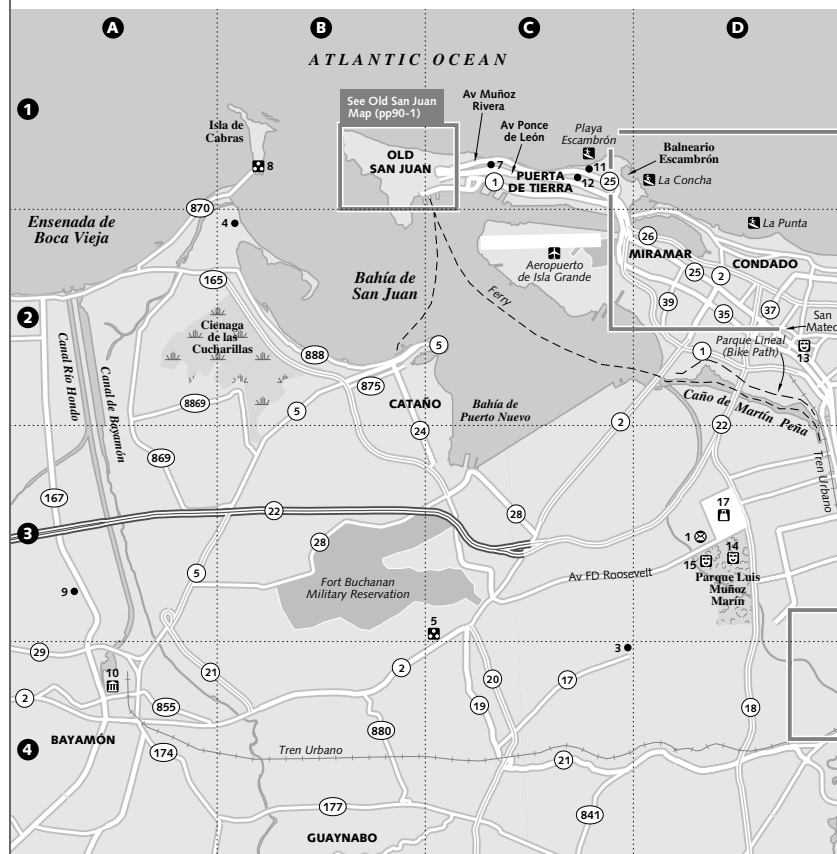 A
B
C
D
ATLANTIC OCEAN
1
See Old San Juan
Map (pp90-1)
Isla de
Cabras
8
OLD
SAN JUAN
Av Muñoz
Rivera
Av Ponce
de León
7
1
PUERTA
DE TIERRA
Playa
Escambrón
11
12
25
Balneario
Escambrón
La Concha
870
4
Ensenada de
Boca Vieja
La Punta
26
MIRAMAR
CONDADO
Aeropuerto
de Isla Grande
25
2
165
Bahía de
San Juan
Ferry
39
35
37
2
San
Mateo
13
Parque Lineal
(Bike Path)
1
Canal Río Hondo
Canal de Bayamón
Ciénaga
de las
Cucharillas
888
5
875
8869
5
CATAÑO
Bahía de
Puerto Nuevo
Caño de Martín Peña
24
2
22
Tren Urbano
869
167
22
28
17
3
28
1
14
15
Parque Luis
Muñoz
Marín
Av FD Roosevelt
5
9
Fort Buchanan
Military Reservation
5
3
29
10
21
2
20
17
2
855
19
18
BAYAMÓN
174
880
4
Tren Urbano
21
177
841
GUAYNABO